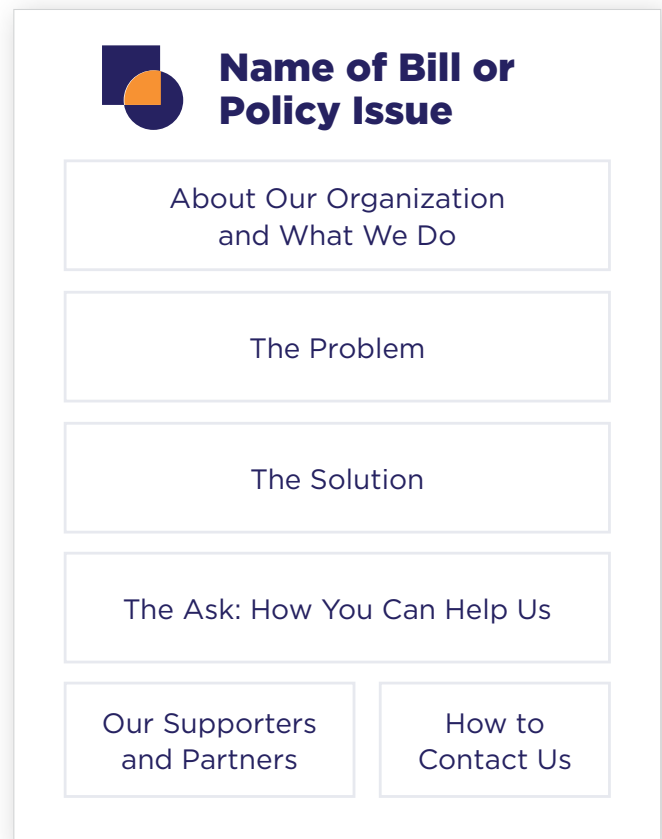 Name of Bill or
Policy Issue
About Our Organization
and What We Do
The Problem
The Solution
The Ask: How You Can Help Us
Our Supporters
and Partners
How to
Contact Us